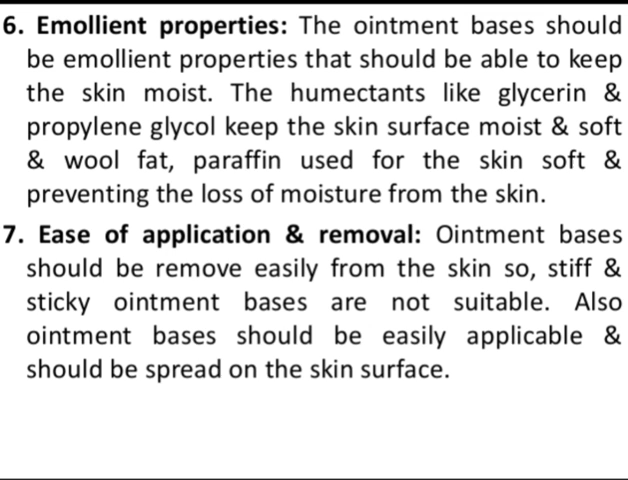 6. Emollient properties: The ointment bases should
be emollient properties that should be able to keep
the skin moist. The humectants like glycerin &
propylene glycol keep the skin surface moist & soft
& wool fat, paraffin used for the skin soft &
preventing the loss of moisture from the skin.
7. Ease of application & removal: Ointment bases
should be remove easily from the skin so, stiff &
sticky ointment bases are not suitable. Also
ointment bases should be easily applicable &
should be spread on the skin surface.